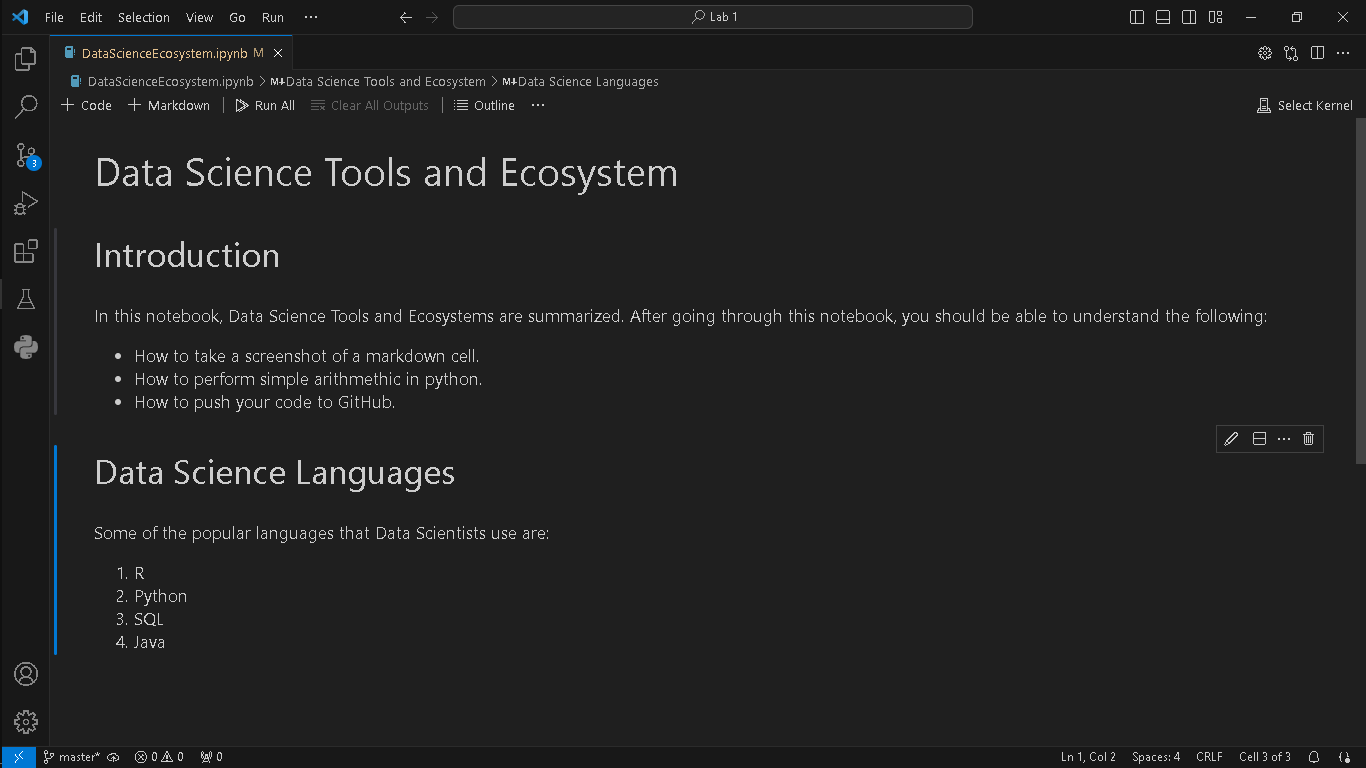 File Edit Selection View Go Run ···
Lab 1
DataScienceEcosystem.ipynb M
DataScienceEcosystem.ipynb > M↓Data Science Tools and Ecosystem > M↓Data Science Languages
+ Code + Markdown Run All Clear All Outputs Outline ···
Select Kernel
Data Science Tools and Ecosystem
Introduction
In this notebook, Data Science Tools and Ecosystems are summarized. After going through this notebook, you should be able to understand the following:
• How to take a screenshot of a markdown cell.
• How to perform simple arithmethic in python.
• How to push your code to GitHub.
Data Science Languages
Some of the popular languages that Data Scientists use are:
1. R
2. Python
3. SQL
4. Java
3
master* 0 0 0
Ln 1, Col 2 Spaces: 4 CRLF Cell 3 of 3